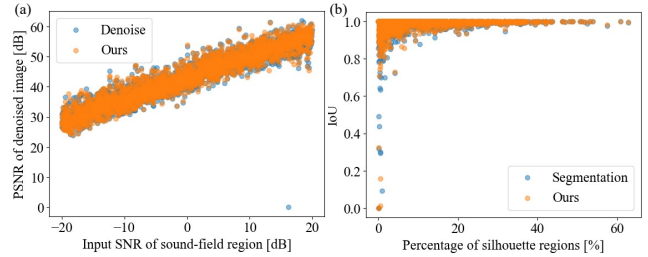 (a)
Denoise
Ours
PSNR of denoised image [dB]
60
50
40
30
20
10
0
-20
-10
0
10
20
Input SNR of sound-field region [dB]
(b)
IoU
1.0
0.8
0.6
0.4
0.2
0.0
Segmentation
Ours
0
20
40
60
Percentage of silhouette regions [%]